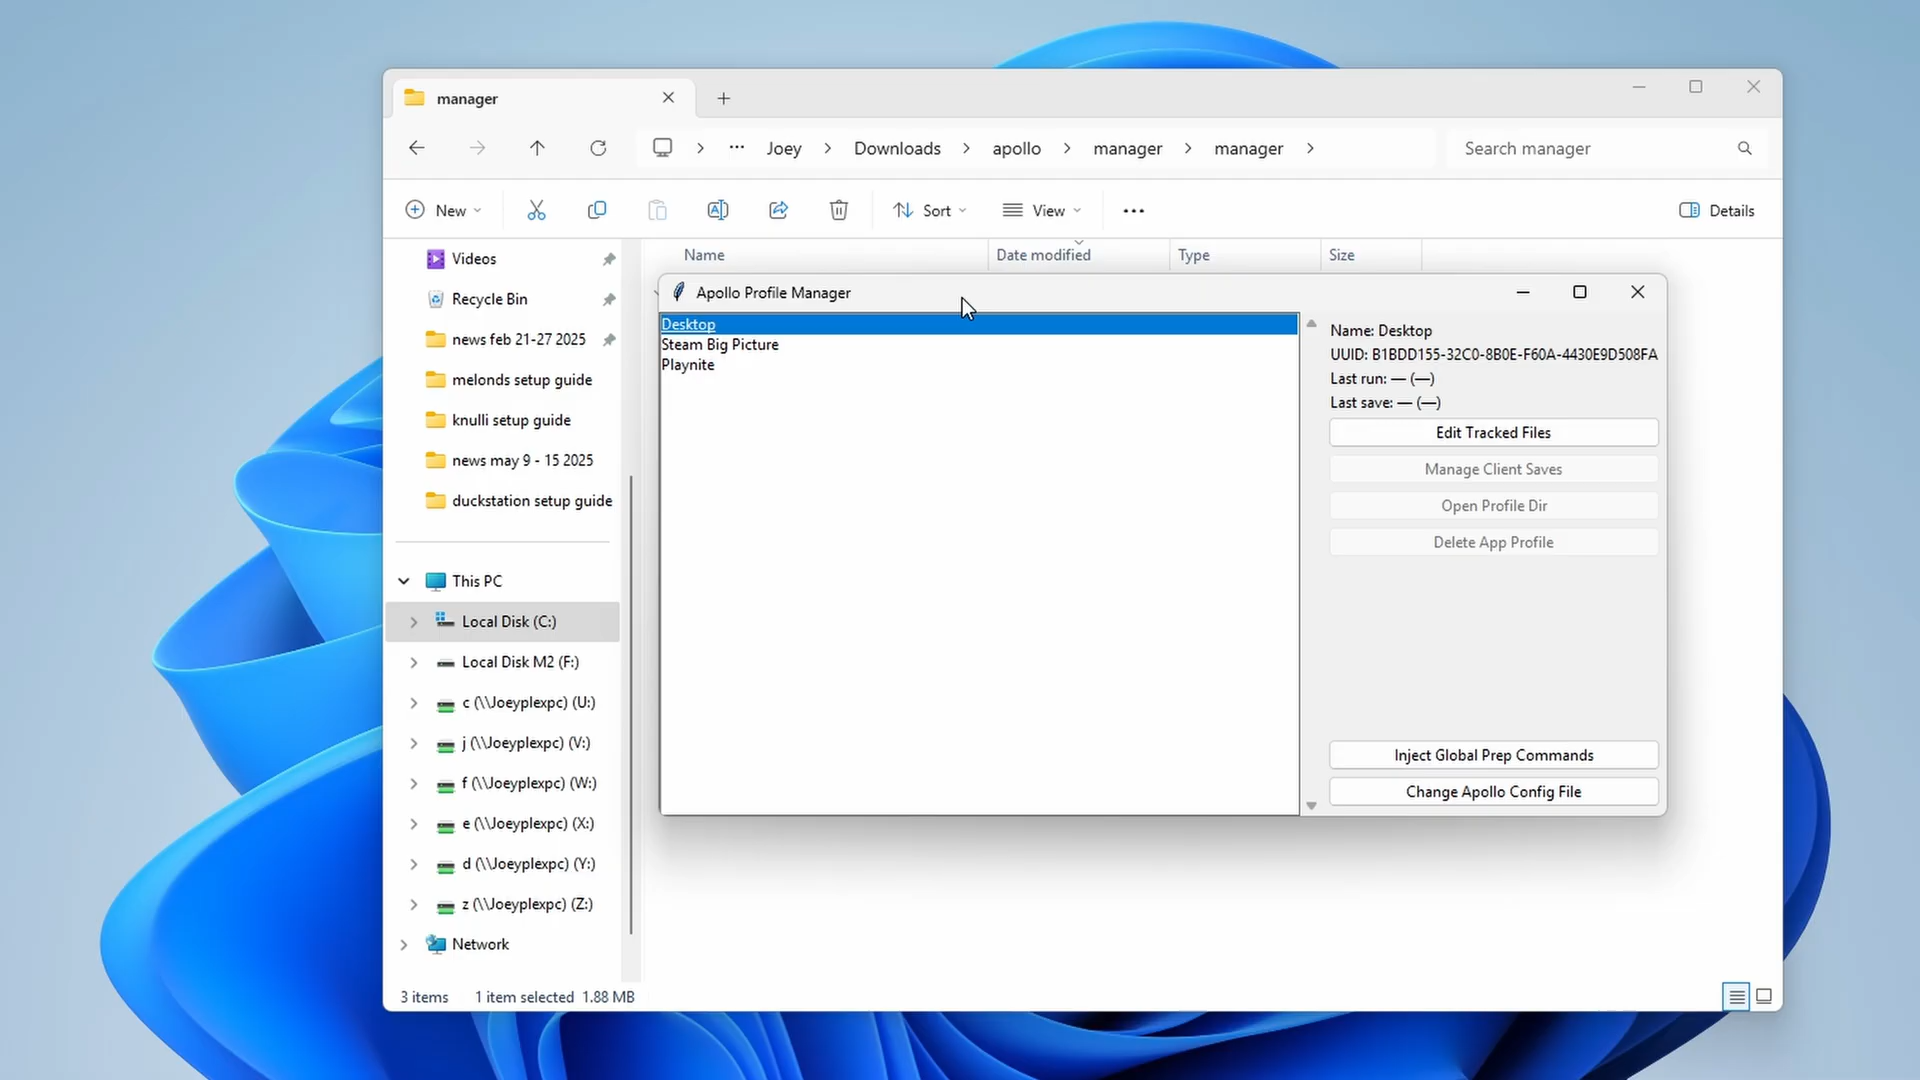 manager
Joey Downloads apollo manager manager
Search manager
New
Sort
View
Details
Name Date modified Type Size
Videos
Recycle Bin
news feb 21-27 2025
melonds setup guide
knulli setup guide
news may 9 - 15 2025
duckstation setup guide
This PC
Local Disk (C:)
Local Disk M2 (F:)
c (\\Joeyplexpc) (U:)
j (\\Joeyplexpc) (V:)
f (\\Joeyplexpc) (W:)
e (\\Joeyplexpc) (X:)
d (\\Joeyplexpc) (Y:)
z (\\Joeyplexpc) (Z:)
Network
3 items 1 item selected 1.88 MB
Apollo Profile Manager
Desktop
Steam Big Picture
Playnite
Name: Desktop
UUID: B1BDD155-32C0-8B0E-F60A-4430E9D508FA
Last run: — (—)
Last save: — (—)
Edit Tracked Files
Manage Client Saves
Open Profile Dir
Delete App Profile
Inject Global Prep Commands
Change Apollo Config File